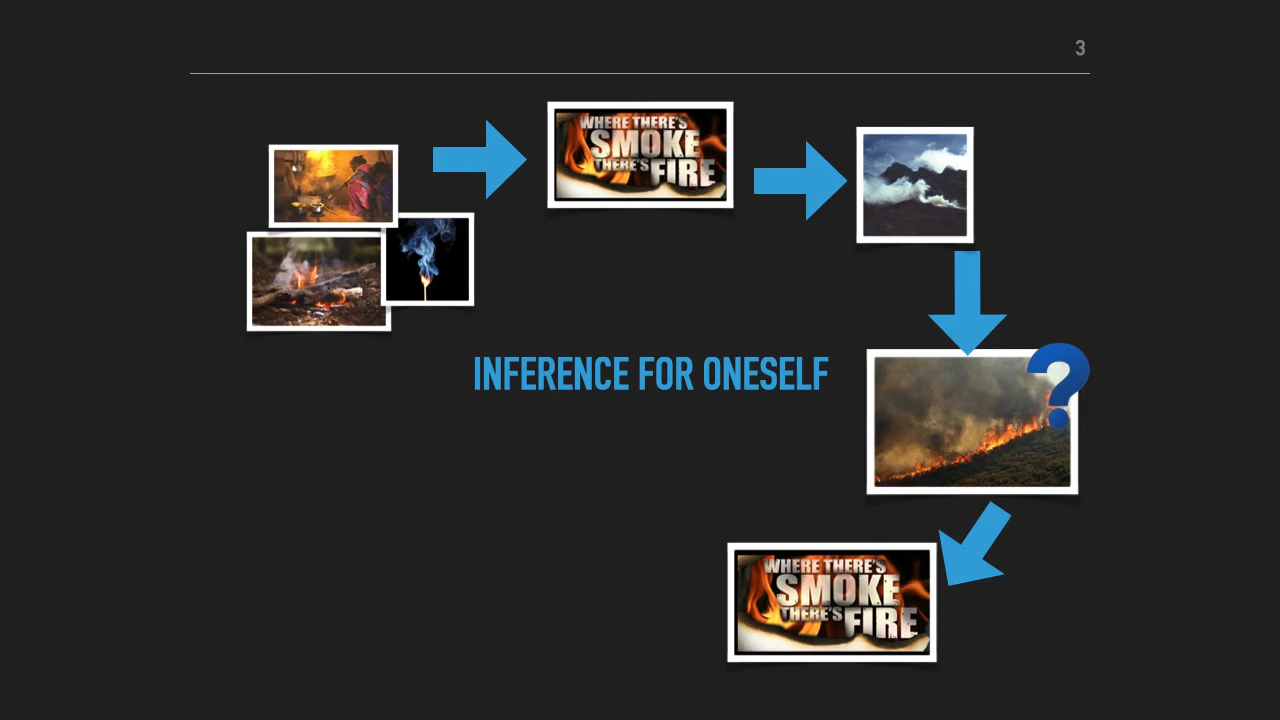 3
WHERE THERE'S
SMOKE
THERE'S FIRE
INFERENCE FOR ONESELF
?
WHERE THERE'S
SMOKE
THERE'S FIRE